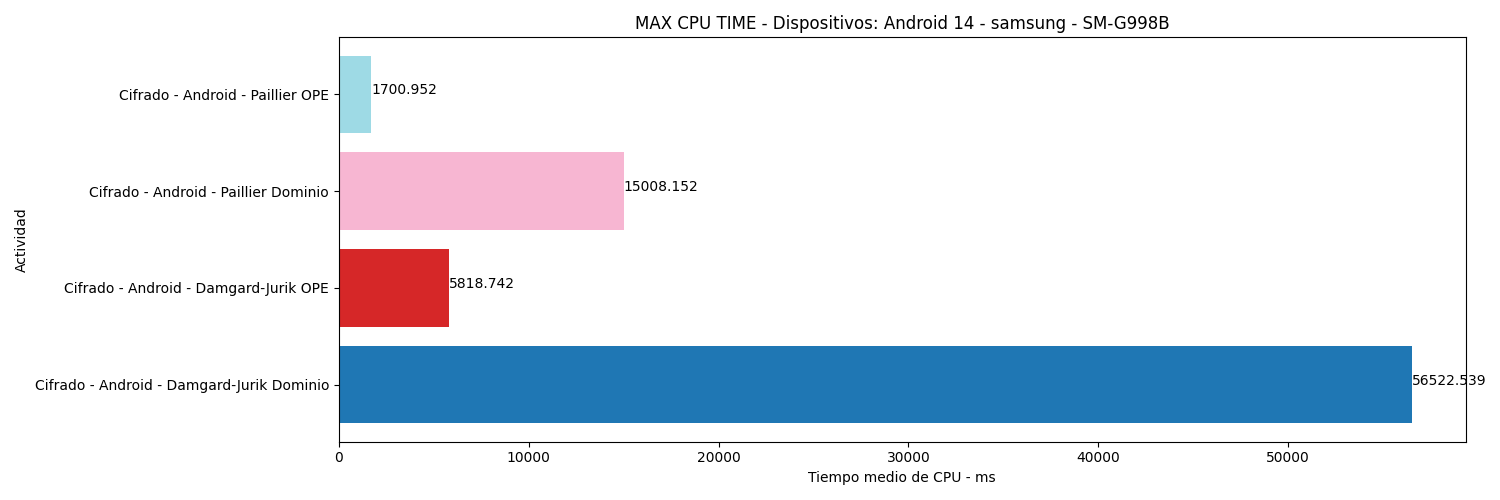 MAX CPU TIME - Dispositivos: Android 14 - samsung - SM-G998B
Cifrado - Android - Paillier OPE
1700.952
Cifrado - Android - Paillier Dominio
15008.152
Cifrado - Android - Damgard-Jurik OPE
5818.742
Cifrado - Android - Damgard-Jurik Dominio
56522.539
Actividad
0 10000 20000 30000 40000 50000
Tiempo medio de CPU - ms